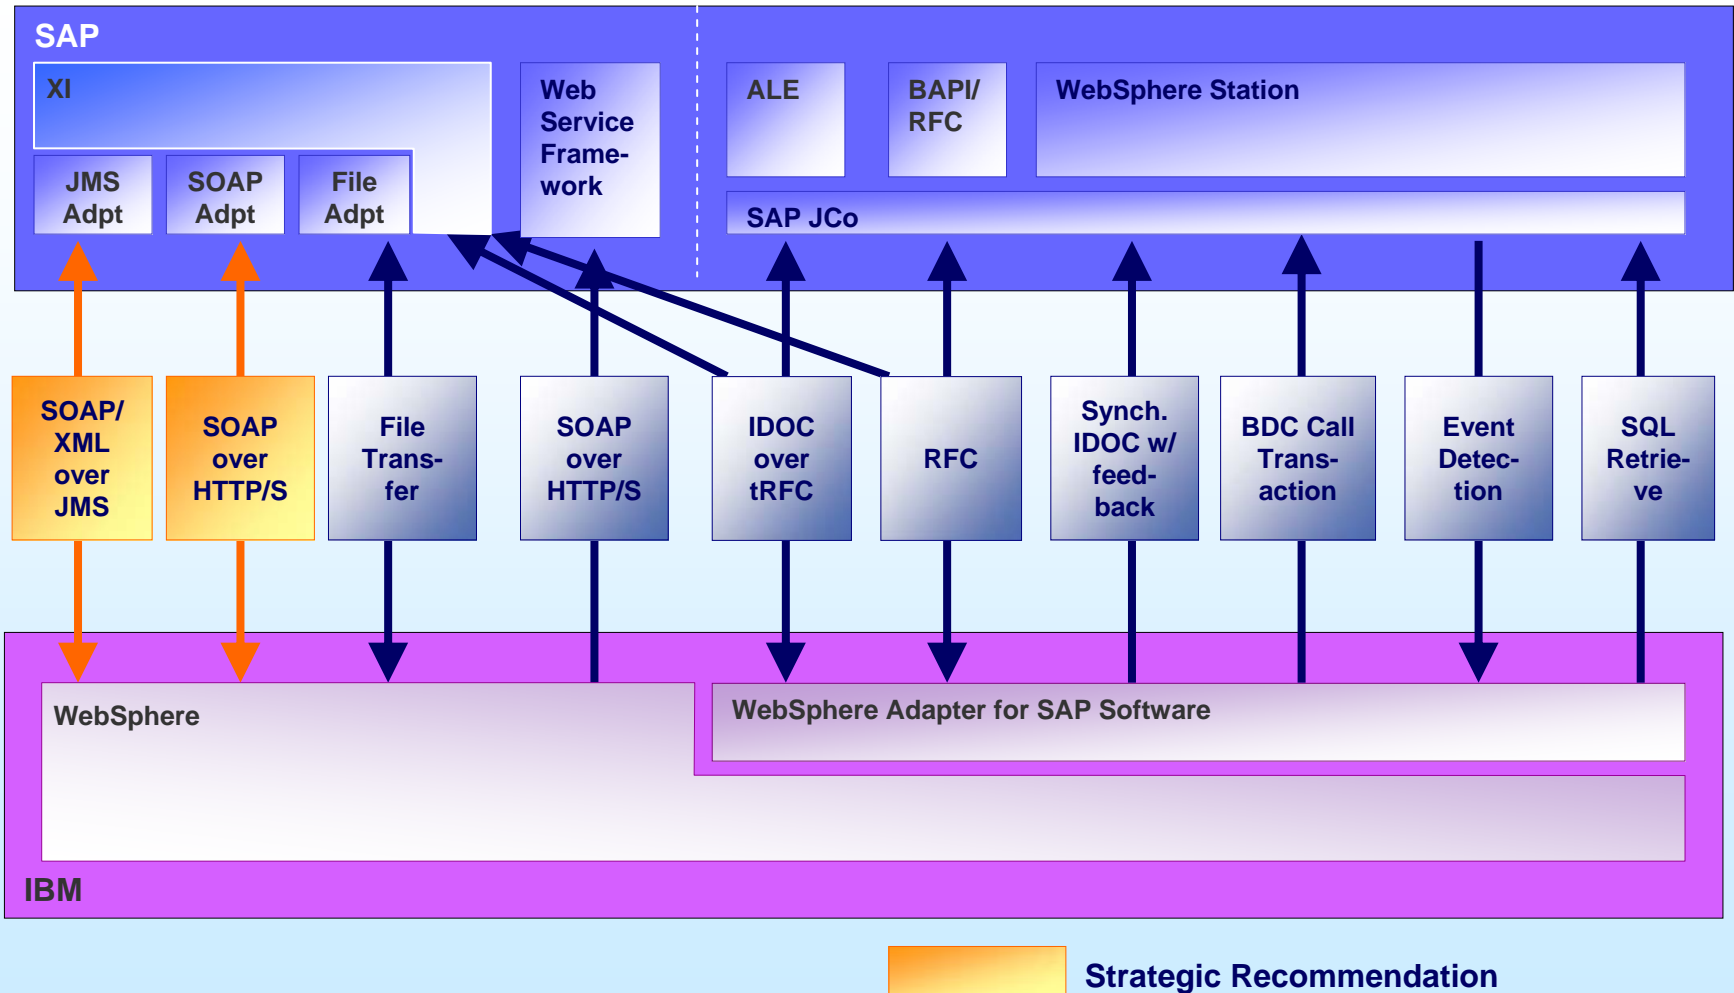 SAP
XI
Web
Service
Frame-
work
ALE
BAPI/
RFC
WebSphere Station
JMS
Adpt
SOAP
Adpt
File
Adpt
SAP JCo
SOAP/
XML
over
JMS
SOAP
over
HTTP/S
File
Trans-
fer
SOAP
over
HTTP/S
IDOC
over
tRFC
RFC
Synch.
IDOC w/
feed-
back
BDC Call
Trans-
action
Event
Detec-
tion
SQL
Retrie-
ve
WebSphere
WebSphere Adapter for SAP Software
IBM
Strategic Recommendation